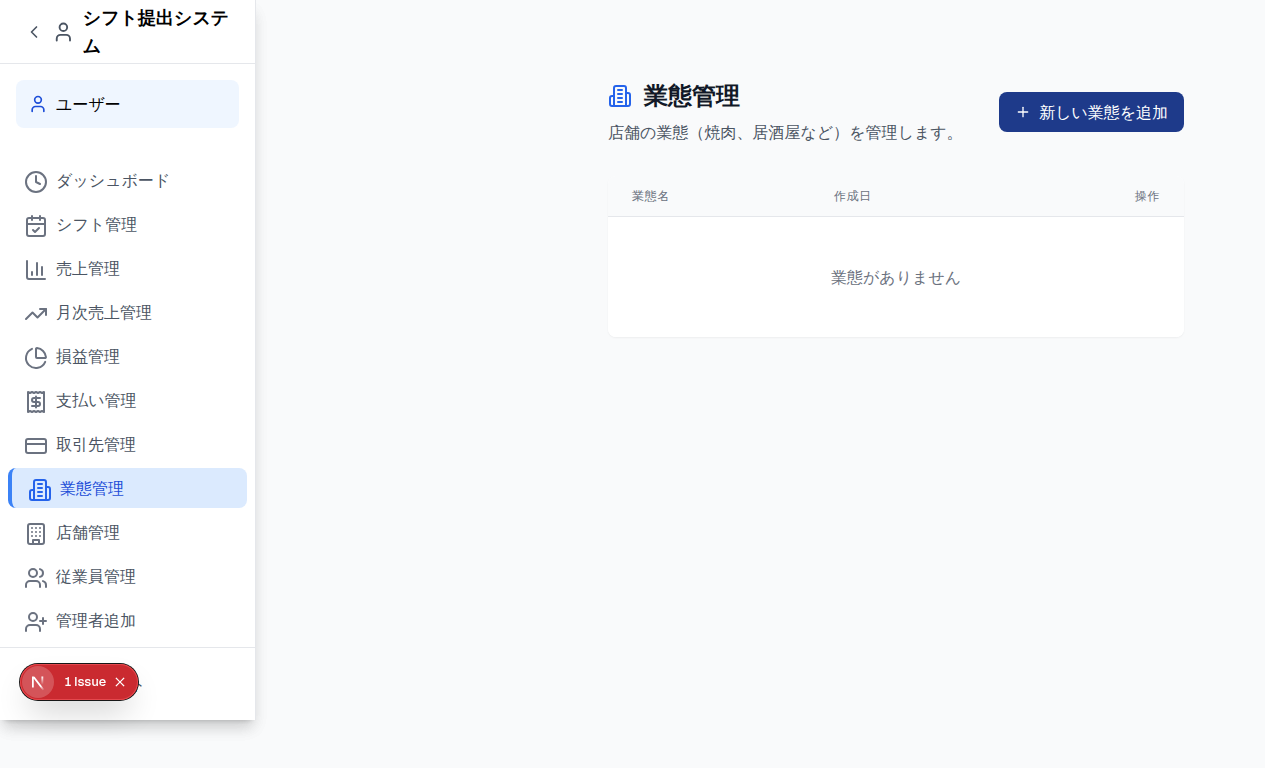 シフト提出システ
ム
ユーザー
ダッシュボード
シフト管理
売上管理
月次売上管理
損益管理
支払い管理
取引先管理
業態管理
店舗管理
従業員管理
管理者追加
1 Issue
業態管理
店舗の業態（焼肉、居酒屋など）を管理します。
新しい業態を追加
業態名 作成日 操作
業態がありません